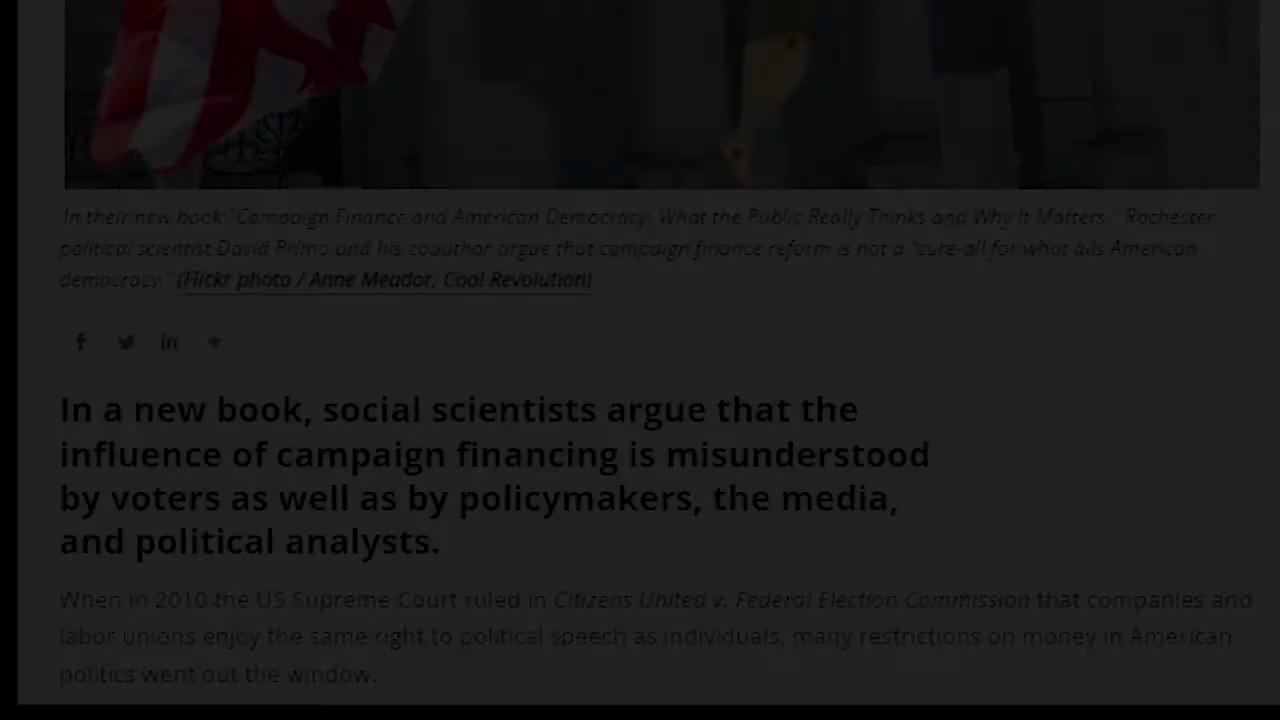 In their new book "Campaign Finance and American Democracy: What the Public Really Thinks and Why It Matters," Rochester
political scientist David Primo and his coauthor argue that campaign finance reform is not a "cure-all for what ails American
democracy." (Flickr photo / Anne Meador, Cool Revolution)
In a new book, social scientists argue that the
influence of campaign financing is misunderstood
by voters as well as by policymakers, the media,
and political analysts.
When in 2010 the US Supreme Court ruled in Citizens United v. Federal Election Commission that companies and
labor unions enjoy the same right to political speech as individuals, many restrictions on money in American
politics went out the window.